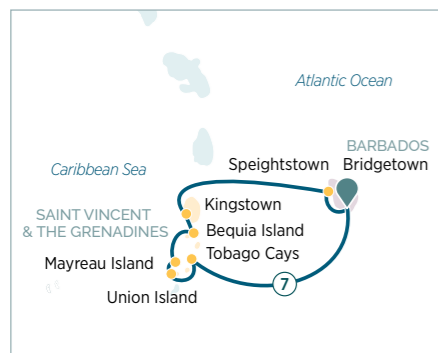 Atlantic Ocean
BARBADOS
Caribbean Sea
Speightstown
Bridgetown
Kingstown
SAINT VINCENT
& THE GRENADINES
Bequia Island
Tobago Cays
Mayreau Island
Union Island
7